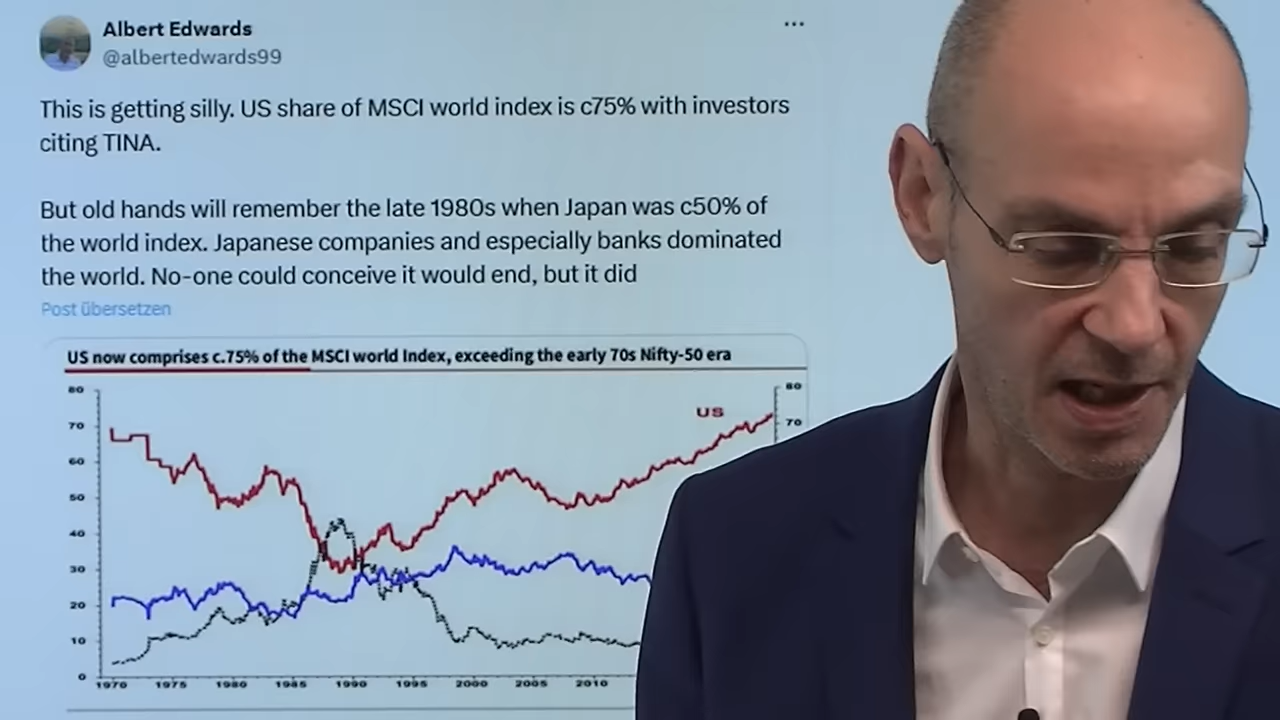 Albert Edwards
@albertedwards99
...
This is getting silly. US share of MSCI world index is c75% with investors
citing TINA.
But old hands will remember the late 1980s when Japan was c50% of
the world index. Japanese companies and especially banks dominated
the world. No-one could conceive it would end, but it did
Post übersetzen
US now comprises c.75% of the MSCI world Index, exceeding the early 70s Nifty-50 era
80 80
US
70 70
60
50
40
30
20
10
0
1970 1975 1980 1985 1990 1995 2000 2005 2010